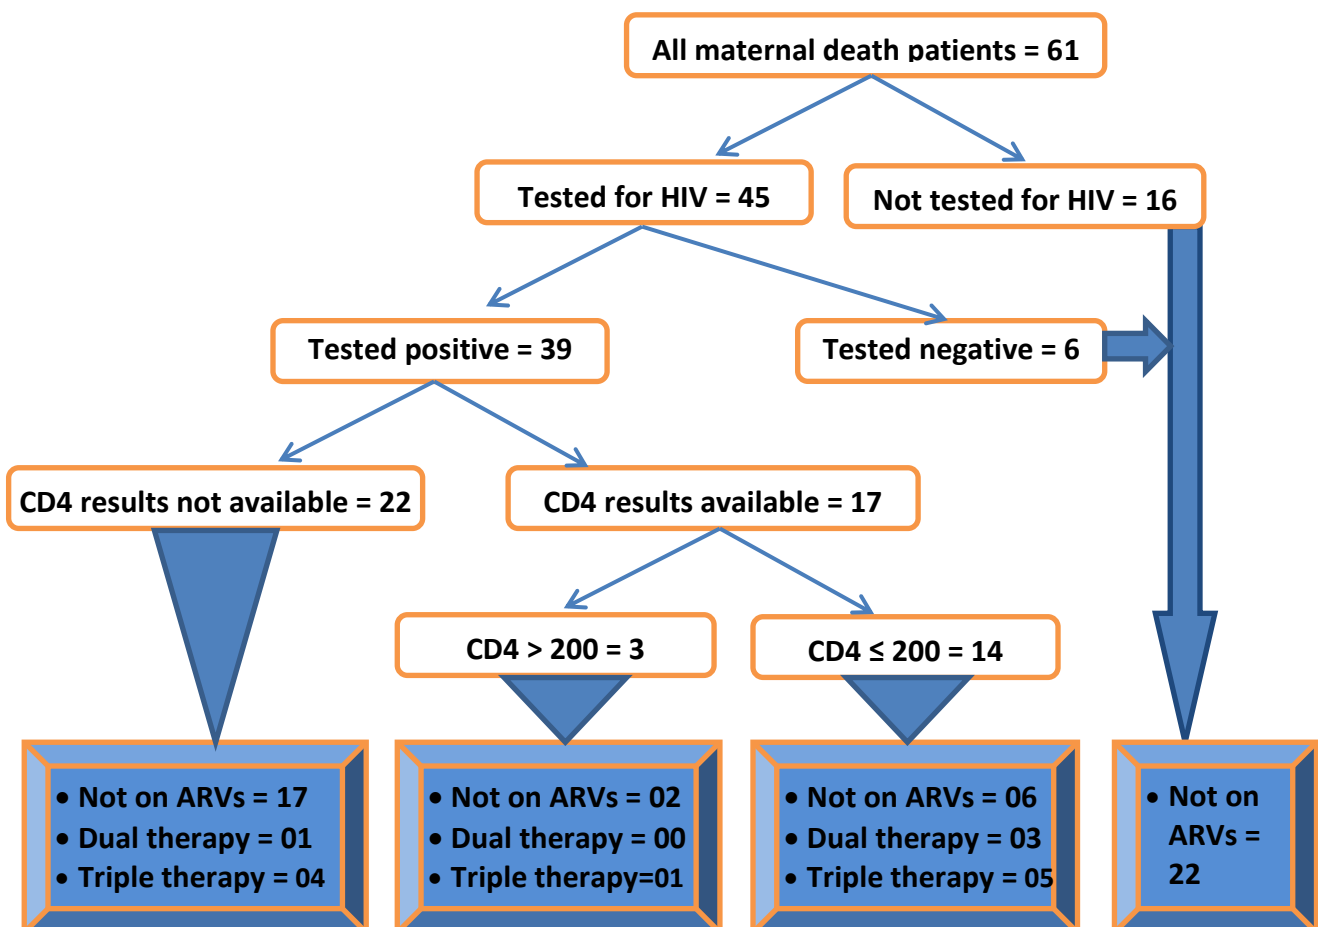 All maternal death patients = 61
Tested for HIV = 45
Not tested for HIV = 16
Tested positive = 39
Tested negative = 6
CD4 results not available = 22
CD4 results available = 17
CD4 > 200 = 3
CD4 ≤ 200 = 14
• Not on ARVs = 17
• Dual therapy = 01
• Triple therapy = 04
• Not on ARVs = 02
• Dual therapy = 00
• Triple therapy=01
• Not on ARVs = 06
• Dual therapy = 03
• Triple therapy = 05
• Not on
ARVs =
22